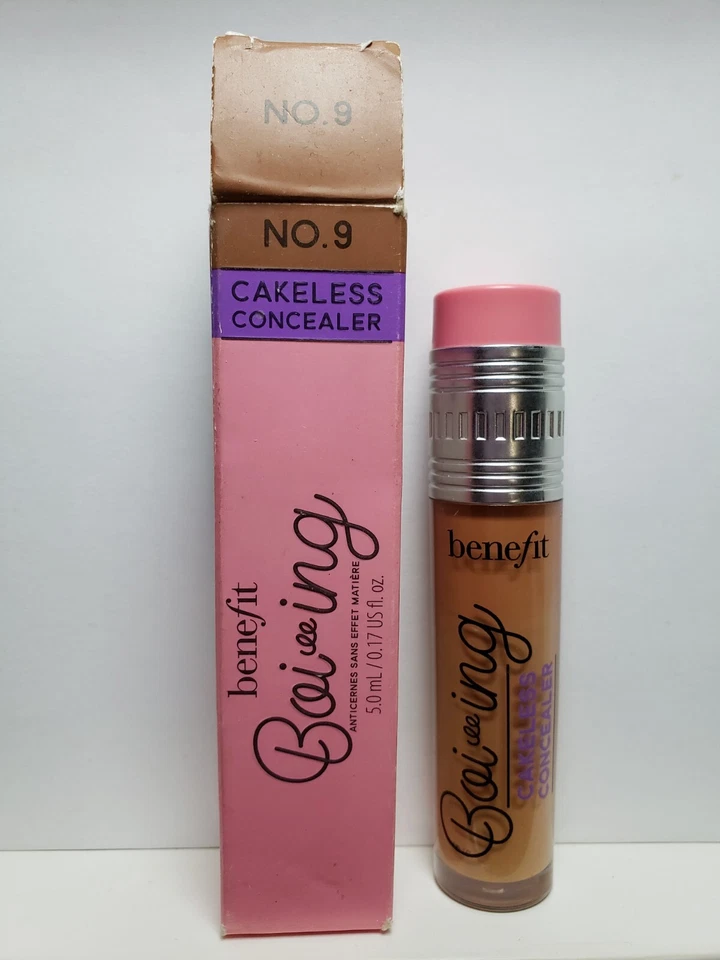 NO.9
NO.9
CAKELESS
CONCEALER
benefit
Boi-ing
ANTICERNES SANS EFFET MATIÈRE
5.0 mL / 0.17 US fl. oz.
benefit
Boi-ing
CAKELESS
CONCEALER